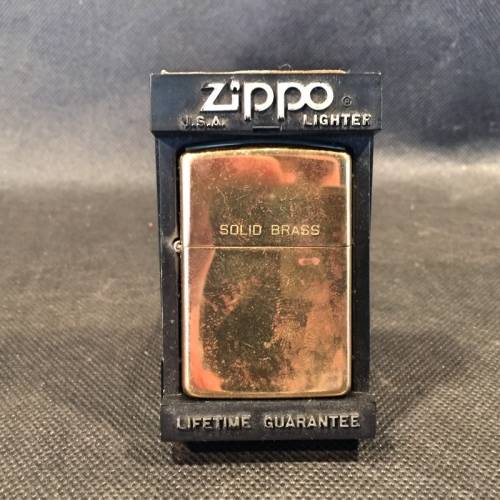 zippo ®
U.S.A. LIGHTER
SOLID BRASS
LIFETIME GUARANTEE